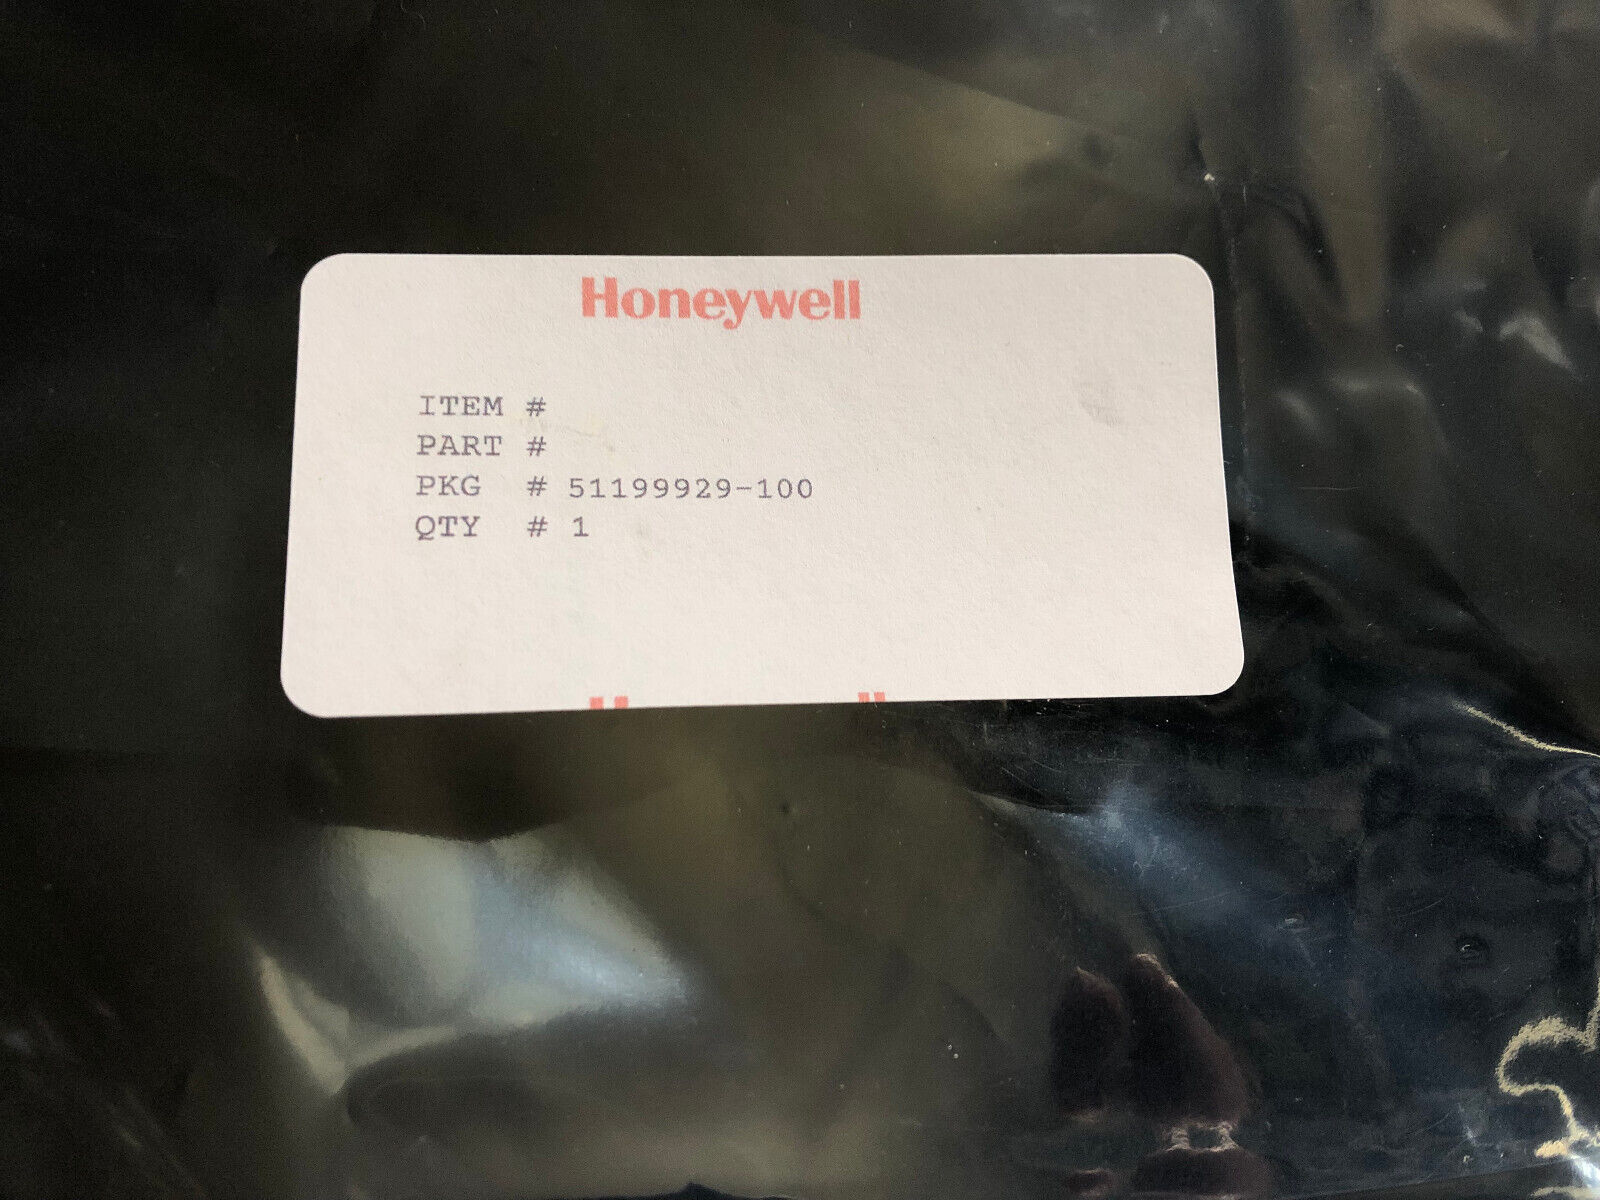 Honeywell
ITEM #
PART #
PKG # 51199929-100
QTY # 1